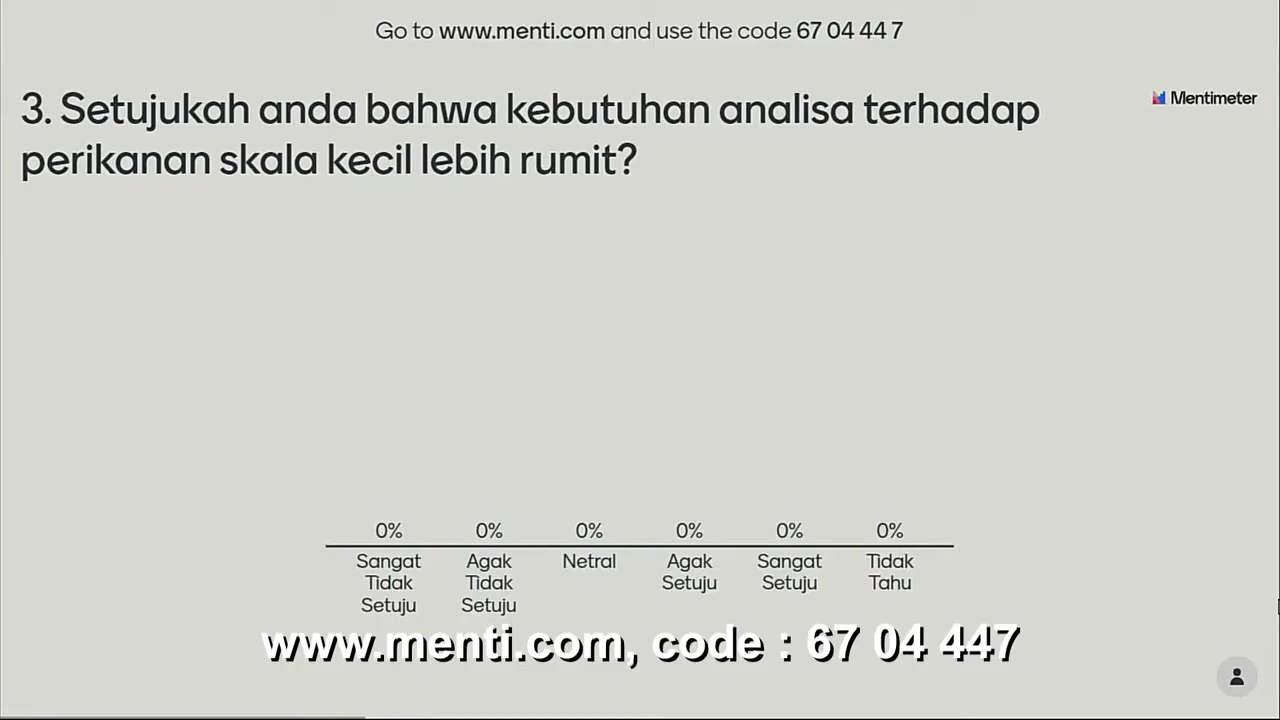 Go to www.menti.com and use the code 67 04 44 7
3. Setujukah anda bahwa kebutuhan analisa terhadap
perikanan skala kecil lebih rumit?
Mentimeter
0% 0% 0% 0% 0% 0%
Sangat Tidak Setuju
Agak Tidak Setuju
Netral
Agak Setuju
Sangat Setuju
Tidak Tahu
www.menti.com, code : 67 04 447